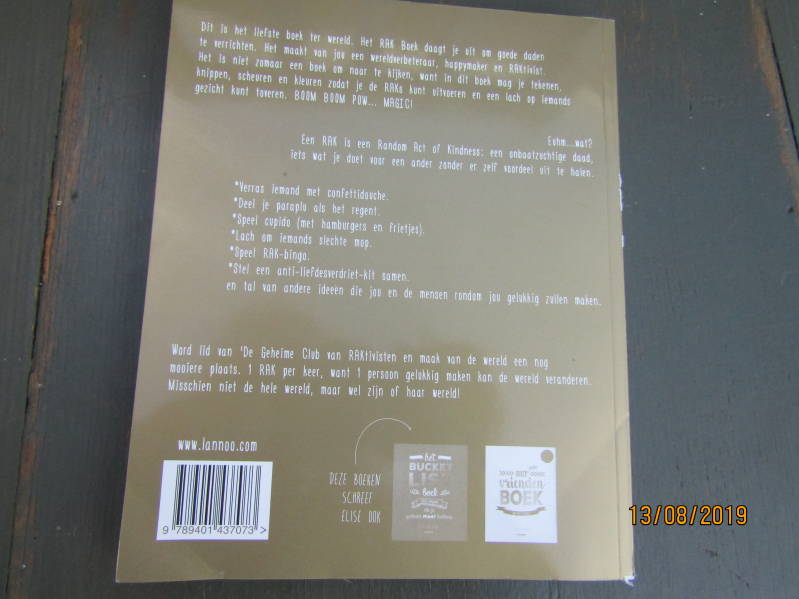 Dit is het liefste boek ter wereld. Het RAK Boek daagt je uit om goede daden
te verrichten. Het maakt van jou een wereldverbeteraar, happymaker en RAKtivist.
Het is niet zomaar een boek om naar te kijken, want in dit boek mag je tekenen,
knippen, scheuren en kleuren zodat je de RAKs kunt uitvoeren en een lach op iemands
gezicht kunt toveren. BOOM BOOM POW... MAGIC!
Euhm...wat?
Een RAK is een Random Act of Kindness: een onbaatzuchtige daad,
iets wat je doet voor een ander zonder er zelf voordeel uit te halen.
*Verras iemand met confettidouche.
*Deel je paraplu als het regent.
*Speel cupido (met hamburgers en frietjes).
*Lach om iemands slechte mop.
*Speel RAK-bingo.
*Stel een anti-liefdesverdriet-kit samen.
en tal van andere ideeen die jou en de mensen rondom jou gelukkig zullen maken.
Word lid van 'De Geheime Club van RAKtivisten en maak van de wereld een nog
mooiere plaats. 1 RAK per keer, want 1 persoon gelukkig maken kan de wereld veranderen.
Misschien niet de hele wereld, maar wel zijn of haar wereld!
www.lannoo.com
9 789401 437073 >
DEZE BOEKEN
SCHREEF
ELISE OOK
het
BUCKET
LIST
boek
HET
vrienden
BOEK
13/08/2019